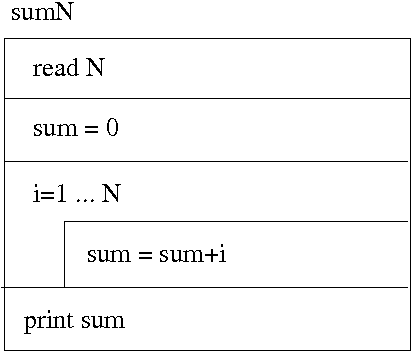 sumN
read N
sum = 0
i=1 ... N
sum = sum+i
print sum